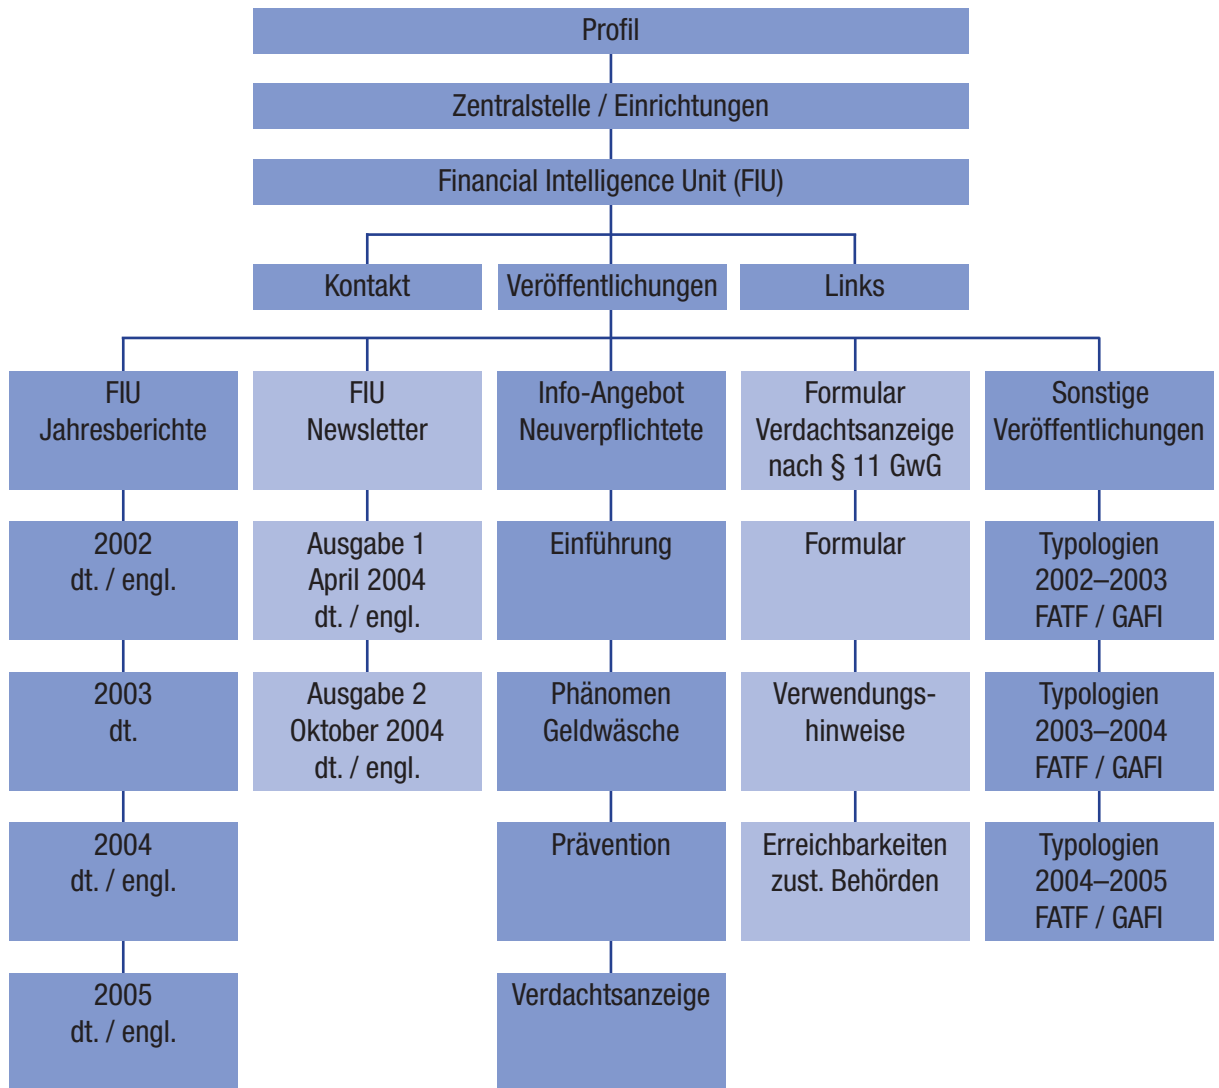 Profil
Zentralstelle / Einrichtungen
Financial Intelligence Unit (FIU)
Kontakt
Veröffentlichungen
Links
FIU
Jahresberichte
2002
dt. / engl.
2003
dt.
2004
dt. / engl.
2005
dt. / engl.
FIU
Newsletter
Ausgabe 1
April 2004
dt. / engl.
Ausgabe 2
Oktober 2004
dt. / engl.
Info-Angebot
Neuverpflichtete
Einführung
Phänomen
Geldwäsche
Prävention
Verdachtsanzeige
Formular
Verdachtsanzeige
nach § 11 GwG
Formular
Verwendungs-
hinweise
Erreichbarkeiten
zust. Behörden
Sonstige
Veröffentlichungen
Typologien
2002–2003
FATF / GAFI
Typologien
2003–2004
FATF / GAFI
Typologien
2004–2005
FATF / GAFI